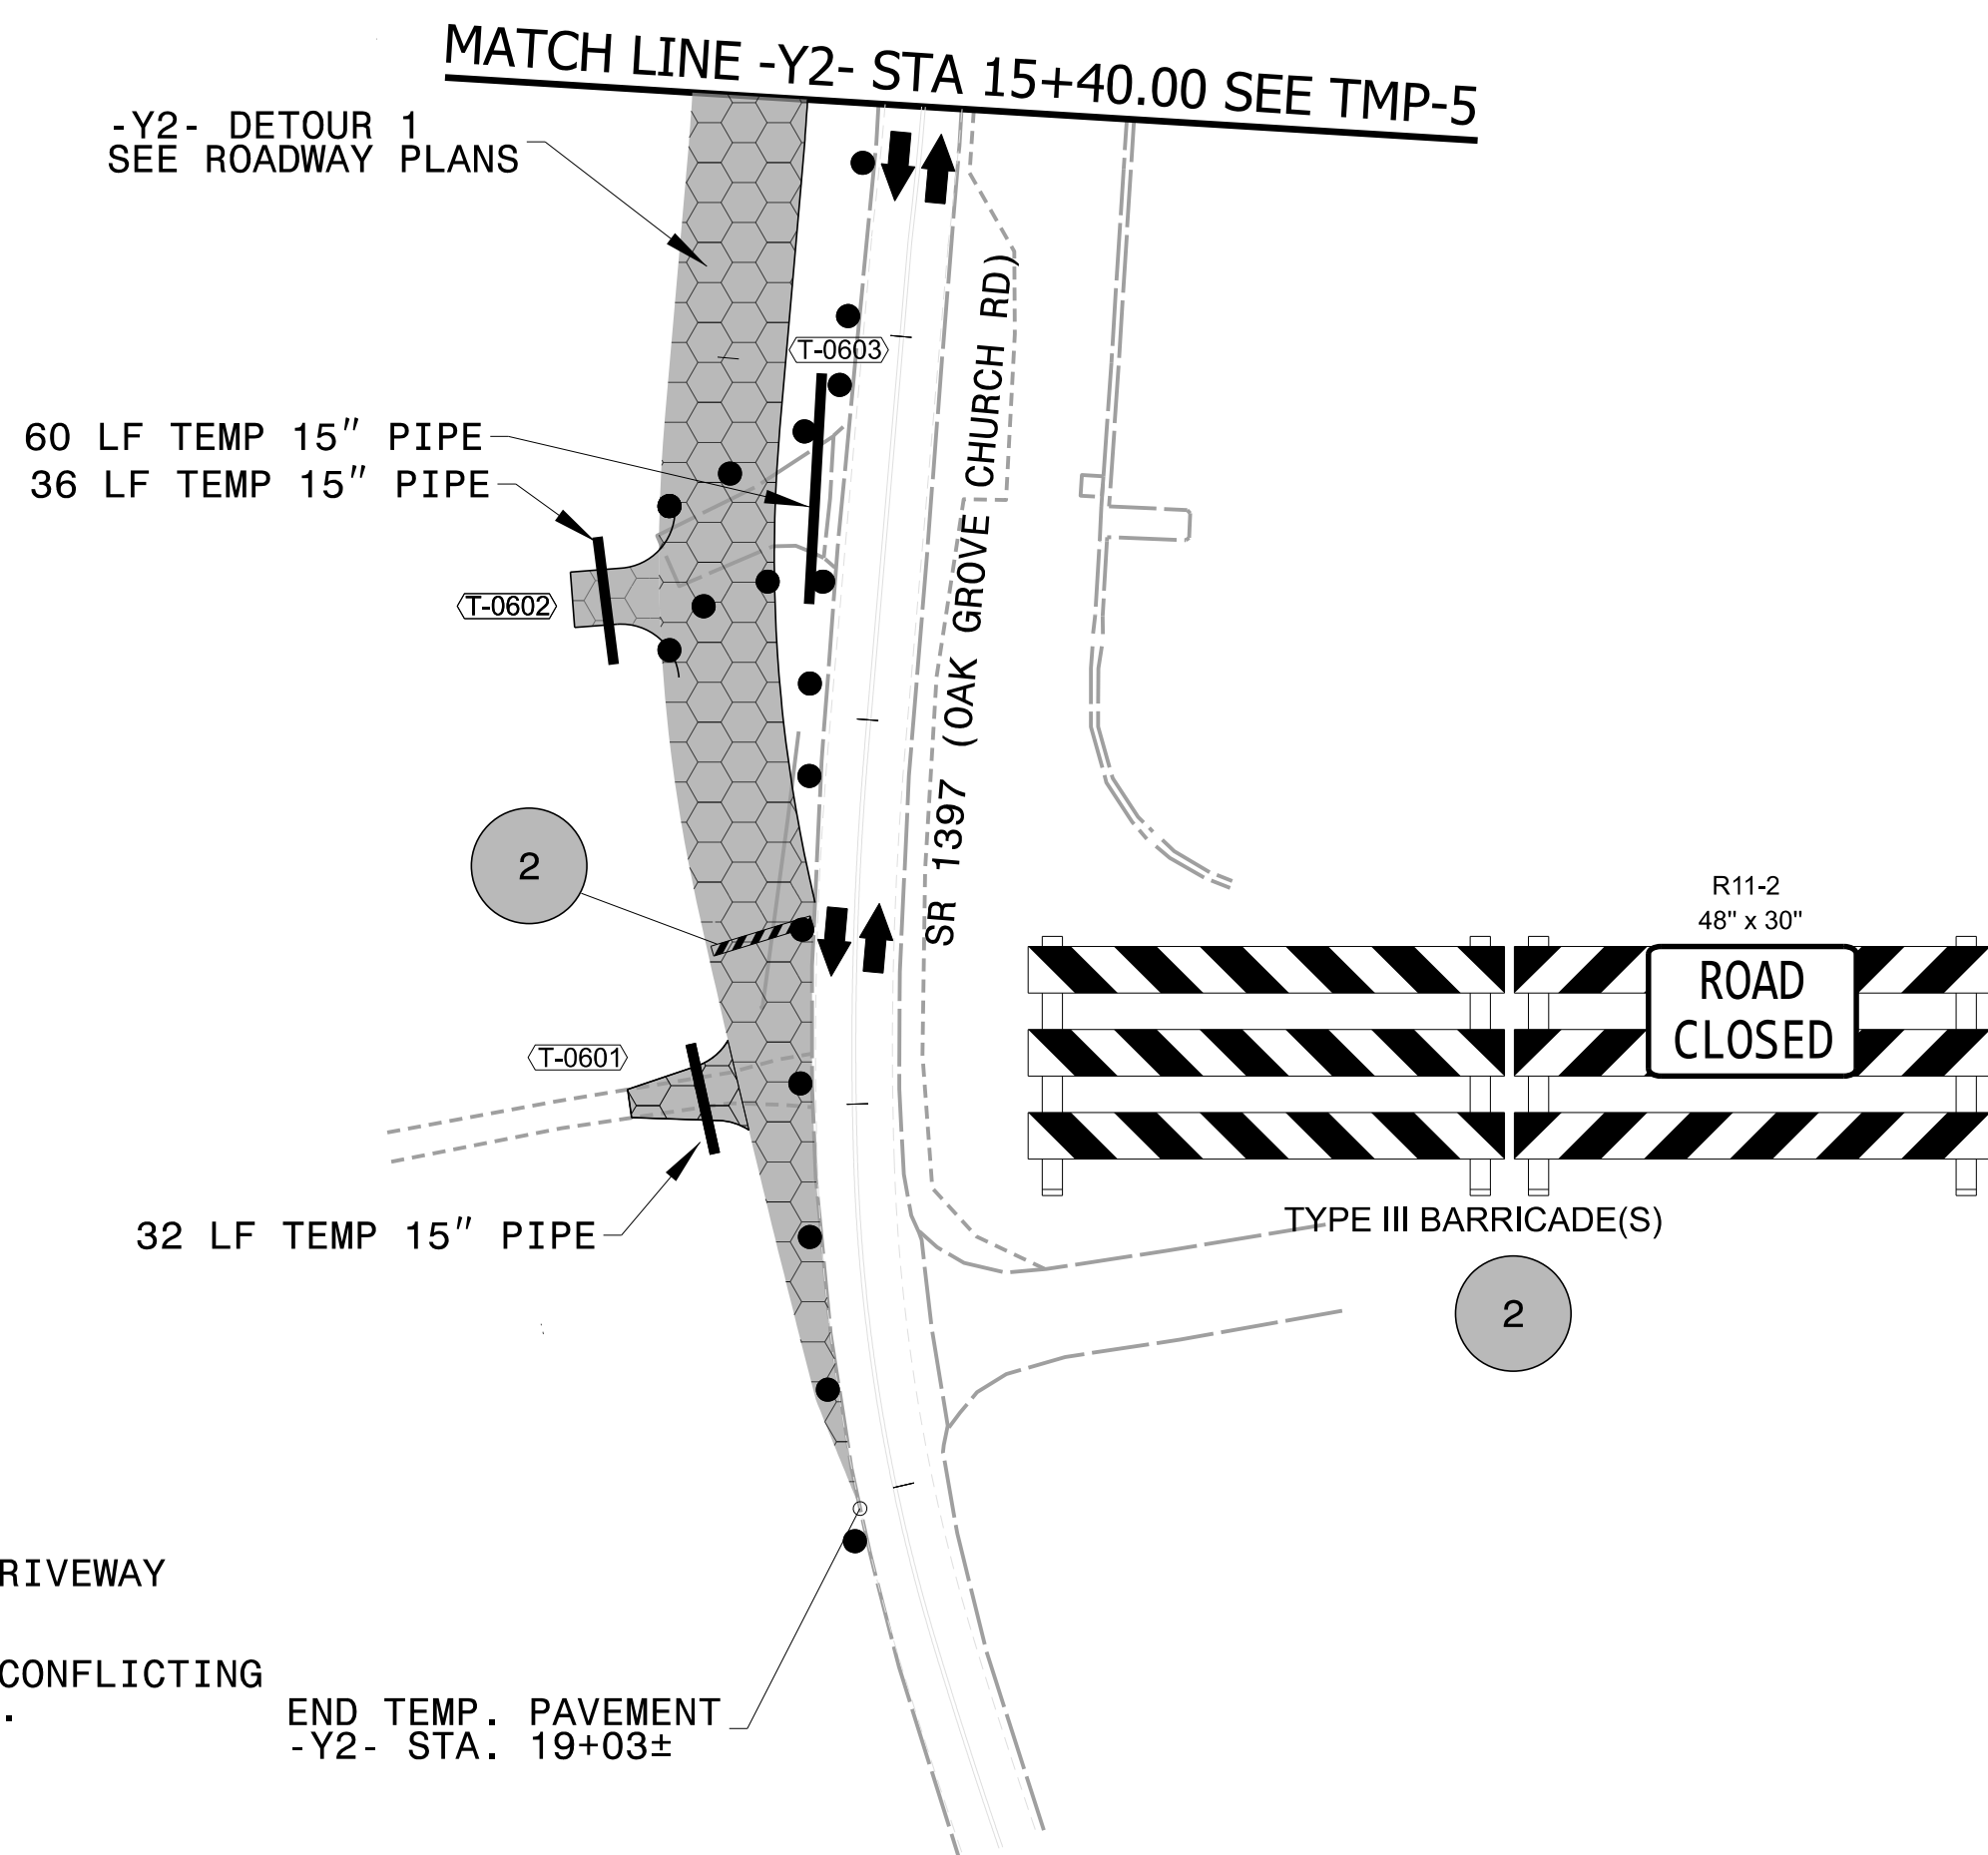 MATCH LINE -Y2- STA 15+40.00 SEE TMP-5
-Y2- DETOUR 1
SEE ROADWAY PLANS
T-0603
60 LF TEMP 15" PIPE
36 LF TEMP 15" PIPE
T-0602
SR 1397 (OAK GROVE CHURCH RD)
2
R11-2
48" x 30"
ROAD
CLOSED
T-0601
TYPE III BARRICADE(S)
32 LF TEMP 15" PIPE
2
RIVEWAY
CONFLICTING
.
END TEMP. PAVEMENT
-Y2- STA. 19+03±